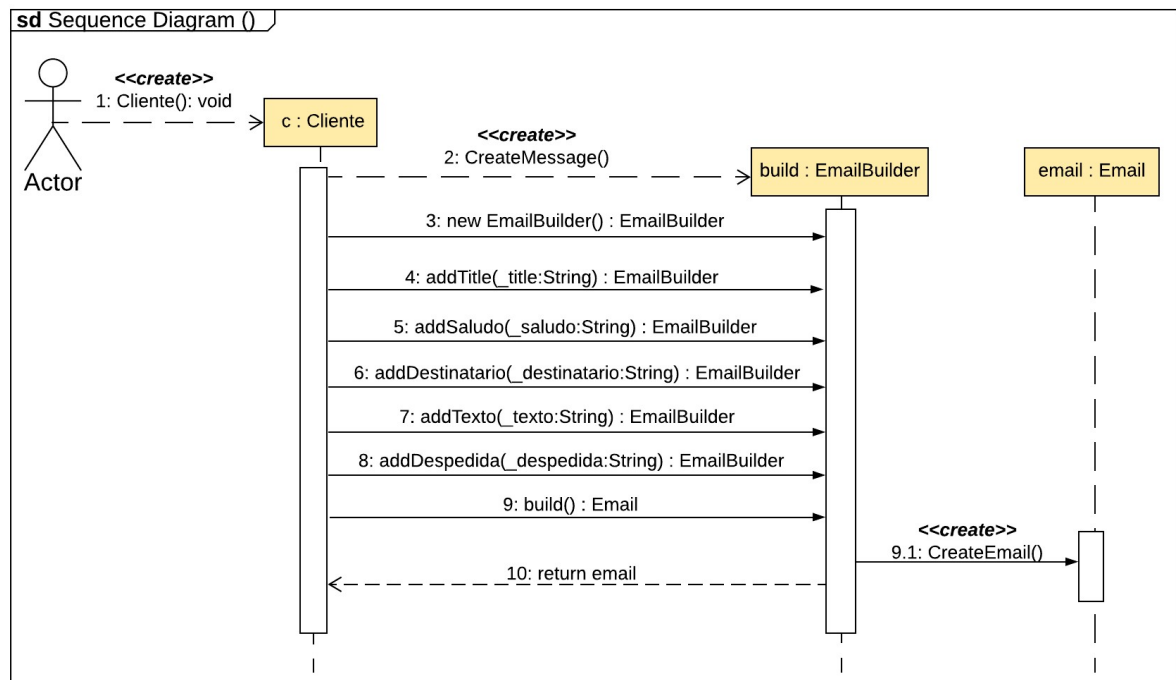 sd Sequence Diagram ()
<<create>>
1: Cliente(): void
c : Cliente
Actor
<<create>>
2: CreateMessage()
build : EmailBuilder
email : Email
3: new EmailBuilder() : EmailBuilder
4: addTitle(_title:String) : EmailBuilder
5: addSaludo(_saludo:String) : EmailBuilder
6: addDestinatario(_destinatario:String) : EmailBuilder
7: addTexto(_texto:String) : EmailBuilder
8: addDespedida(_despedida:String) : EmailBuilder
9: build() : Email
<<create>>
9.1: CreateEmail()
10: return email